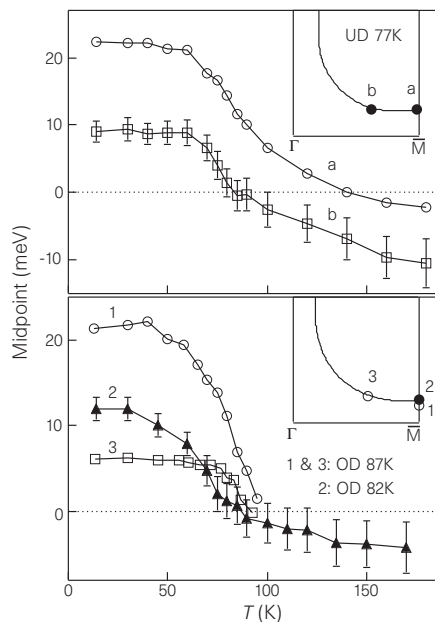 20
10
0
-10
UD 77K
b
a
Γ
M̅
a
b
Midpoint (meV)
20
10
0
1
2
3
3
2
1
Γ
M̅
1 & 3: OD 87K
2: OD 82K
0
50
100
150
T (K)